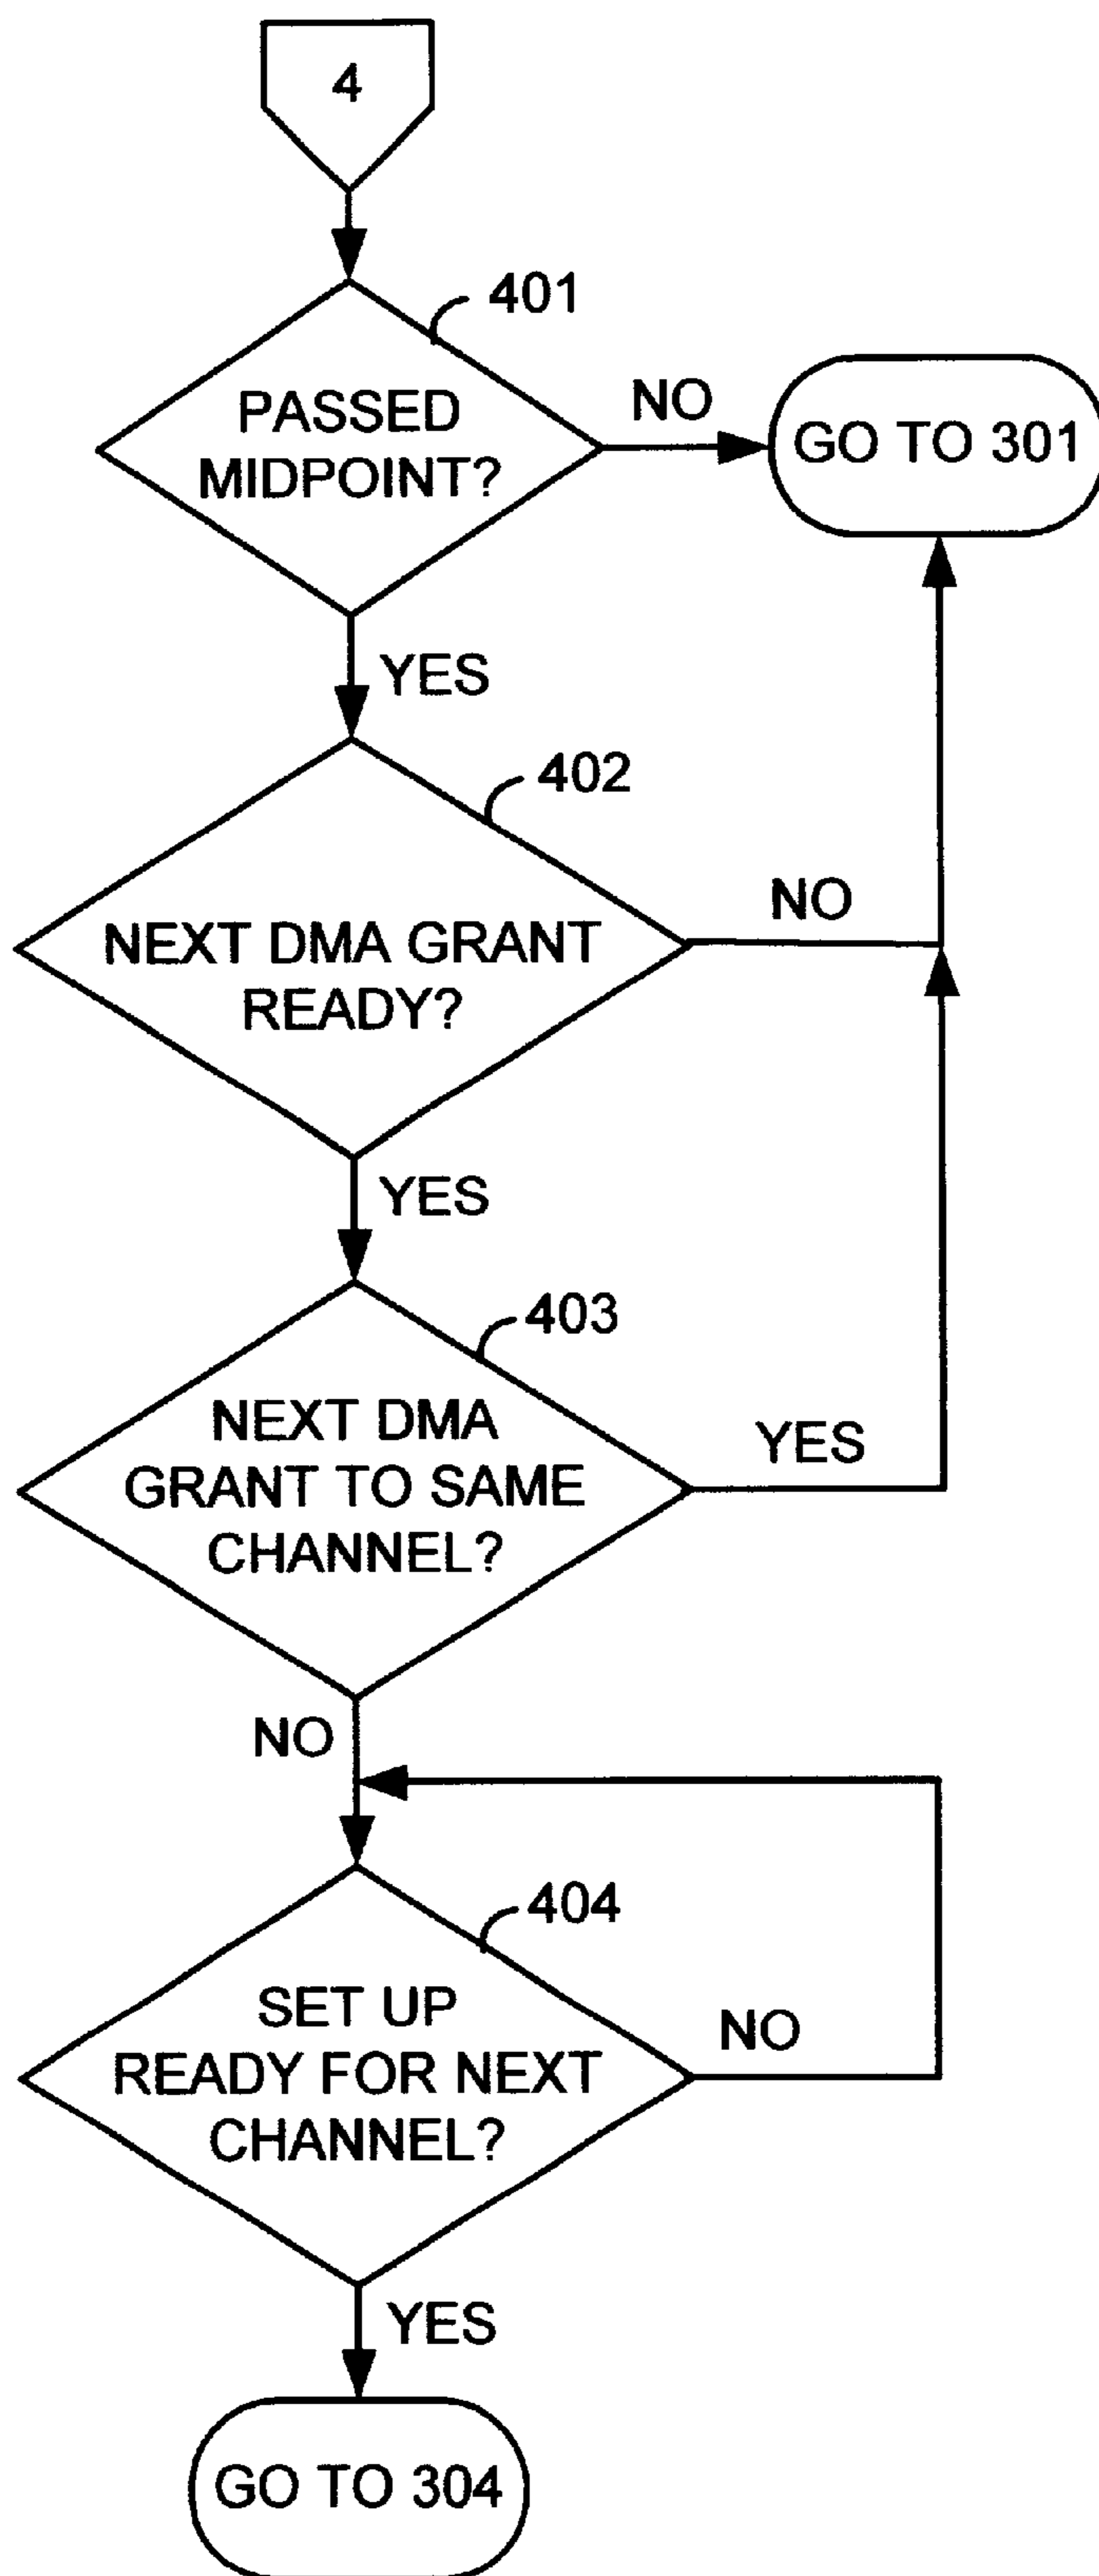 4
401
PASSED
MIDPOINT?
NO
GO TO 301
YES
402
NEXT DMA GRANT
READY?
NO
YES
403
NEXT DMA
GRANT TO SAME
CHANNEL?
YES
NO
404
SET UP
READY FOR NEXT
CHANNEL?
NO
YES
GO TO 304